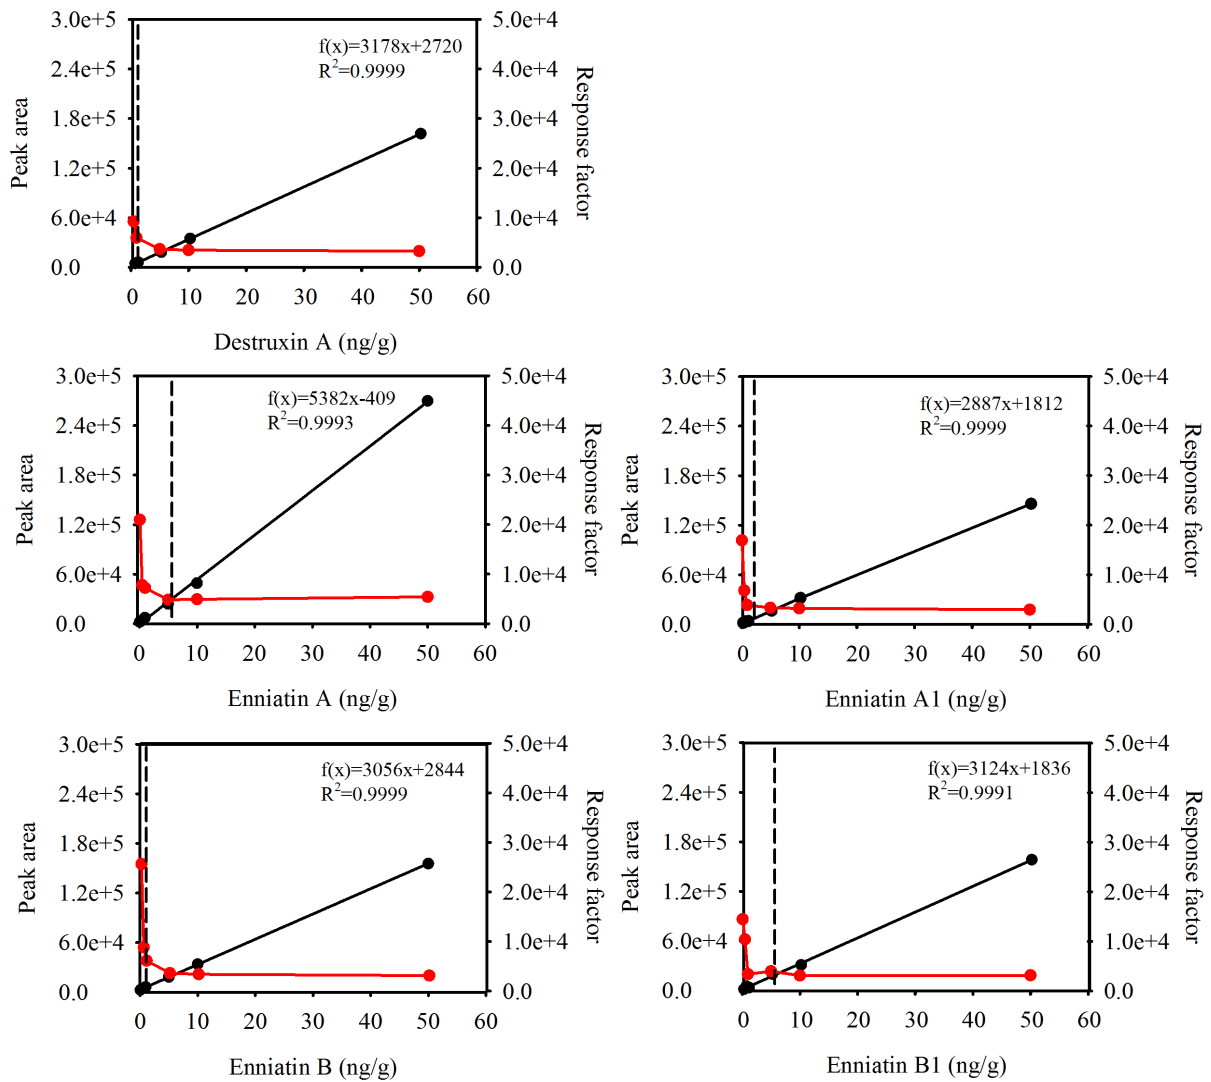 3.0e+5
2.4e+5
1.8e+5
1.2e+5
6.0e+4
0.0
Peak area
f(x)=3178x+2720
R²=0.9999
5.0e+4
4.0e+4
3.0e+4
2.0e+4
1.0e+4
0.0
Response factor
0 10 20 30 40 50 60
Destruxin A (ng/g)
3.0e+5
2.4e+5
1.8e+5
1.2e+5
6.0e+4
0.0
Peak area
f(x)=5382x-409
R²=0.9993
5.0e+4
4.0e+4
3.0e+4
2.0e+4
1.0e+4
0.0
Response factor
0 10 20 30 40 50 60
Enniatin A (ng/g)
3.0e+5
2.4e+5
1.8e+5
1.2e+5
6.0e+4
0.0
Peak area
f(x)=2887x+1812
R²=0.9999
5.0e+4
4.0e+4
3.0e+4
2.0e+4
1.0e+4
0.0
Response factor
0 10 20 30 40 50 60
Enniatin A1 (ng/g)
3.0e+5
2.4e+5
1.8e+5
1.2e+5
6.0e+4
0.0
Peak area
f(x)=3056x+2844
R²=0.9999
5.0e+4
4.0e+4
3.0e+4
2.0e+4
1.0e+4
0.0
Response factor
0 10 20 30 40 50 60
Enniatin B (ng/g)
3.0e+5
2.4e+5
1.8e+5
1.2e+5
6.0e+4
0.0
Peak area
f(x)=3124x+1836
R²=0.9991
5.0e+4
4.0e+4
3.0e+4
2.0e+4
1.0e+4
0.0
Response factor
0 10 20 30 40 50 60
Enniatin B1 (ng/g)